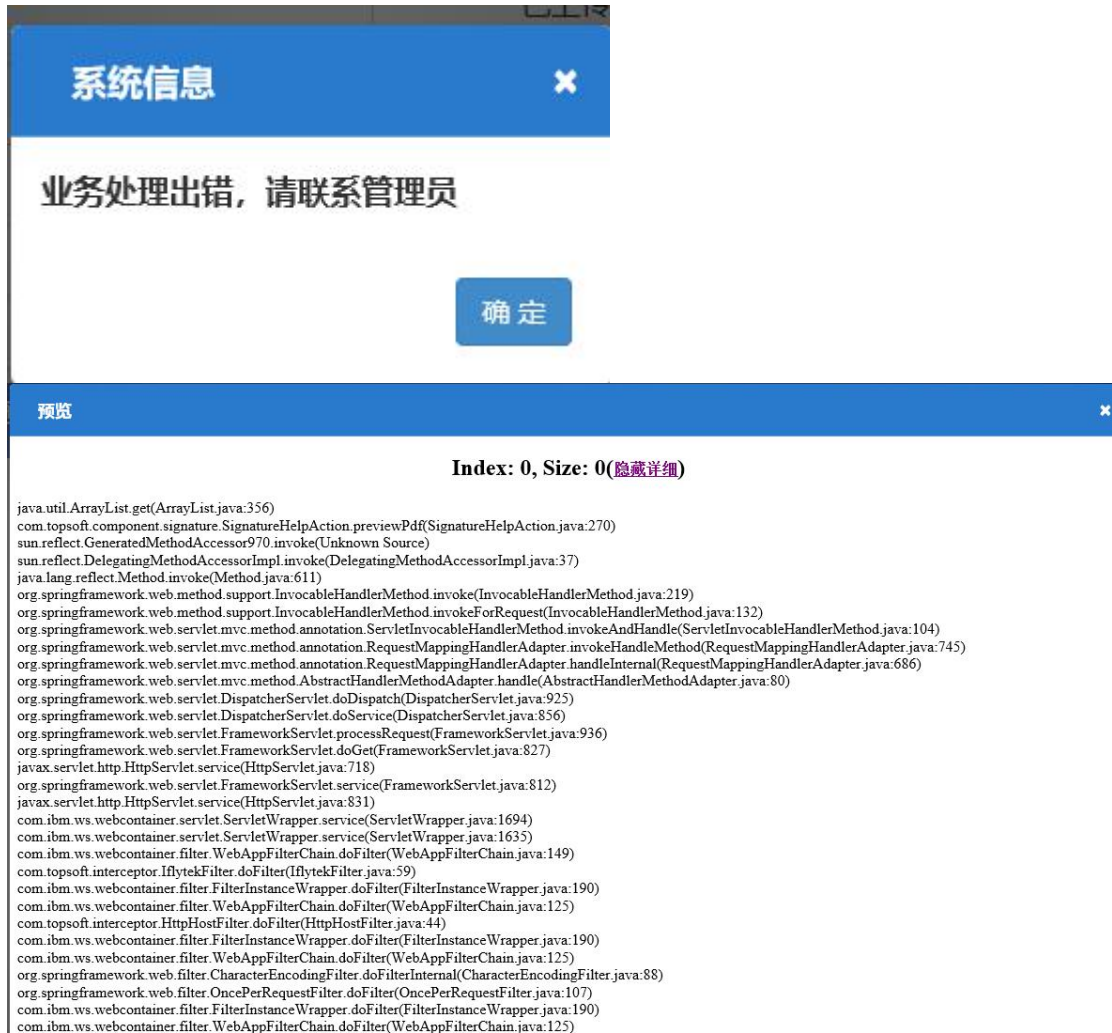 已上传
系统信息
业务处理出错，请联系管理员
确 定
预览
Index: 0, Size: 0(隐藏详细)
java.util.ArrayList.get(ArrayList.java:356)
com.topsoft.component.signature.SignatureHelpAction.previewPdf(SignatureHelpAction.java:270)
sun.reflect.GeneratedMethodAccessor970.invoke(Unknown Source)
sun.reflect.DelegatingMethodAccessorImpl.invoke(DelegatingMethodAccessorImpl.java:37)
java.lang.reflect.Method.invoke(Method.java:611)
org.springframework.web.method.support.InvocableHandlerMethod.invoke(InvocableHandlerMethod.java:219)
org.springframework.web.method.support.InvocableHandlerMethod.invokeForRequest(InvocableHandlerMethod.java:132)
org.springframework.web.servlet.mvc.method.annotation.ServletInvocableHandlerMethod.invokeAndHandle(ServletInvocableHandlerMethod.java:104)
org.springframework.web.servlet.mvc.method.annotation.RequestMappingHandlerAdapter.invokeHandleMethod(RequestMappingHandlerAdapter.java:745)
org.springframework.web.servlet.mvc.method.annotation.RequestMappingHandlerAdapter.handleInternal(RequestMappingHandlerAdapter.java:686)
org.springframework.web.servlet.mvc.method.AbstractHandlerMethodAdapter.handle(AbstractHandlerMethodAdapter.java:80)
org.springframework.web.servlet.DispatcherServlet.doDispatch(DispatcherServlet.java:925)
org.springframework.web.servlet.DispatcherServlet.doService(DispatcherServlet.java:856)
org.springframework.web.servlet.FrameworkServlet.processRequest(FrameworkServlet.java:936)
org.springframework.web.servlet.FrameworkServlet.doGet(FrameworkServlet.java:827)
javax.servlet.http.HttpServlet.service(HttpServlet.java:718)
org.springframework.web.servlet.FrameworkServlet.service(FrameworkServlet.java:812)
javax.servlet.http.HttpServlet.service(HttpServlet.java:831)
com.ibm.ws.webcontainer.servlet.ServletWrapper.service(ServletWrapper.java:1694)
com.ibm.ws.webcontainer.servlet.ServletWrapper.service(ServletWrapper.java:1635)
com.ibm.ws.webcontainer.filter.WebAppFilterChain.doFilter(WebAppFilterChain.java:149)
com.topsoft.interceptor.IflytekFilter.doFilter(IflytekFilter.java:59)
com.ibm.ws.webcontainer.filter.FilterInstanceWrapper.doFilter(FilterInstanceWrapper.java:190)
com.ibm.ws.webcontainer.filter.WebAppFilterChain.doFilter(WebAppFilterChain.java:125)
com.topsoft.interceptor.HttpHostFilter.doFilter(HttpHostFilter.java:44)
com.ibm.ws.webcontainer.filter.FilterInstanceWrapper.doFilter(FilterInstanceWrapper.java:190)
com.ibm.ws.webcontainer.filter.WebAppFilterChain.doFilter(WebAppFilterChain.java:125)
org.springframework.web.filter.CharacterEncodingFilter.doFilterInternal(CharacterEncodingFilter.java:88)
org.springframework.web.filter.OncePerRequestFilter.doFilter(OncePerRequestFilter.java:107)
com.ibm.ws.webcontainer.filter.FilterInstanceWrapper.doFilter(FilterInstanceWrapper.java:190)
com.ibm.ws.webcontainer.filter.WebAppFilterChain.doFilter(WebAppFilterChain.java:125)